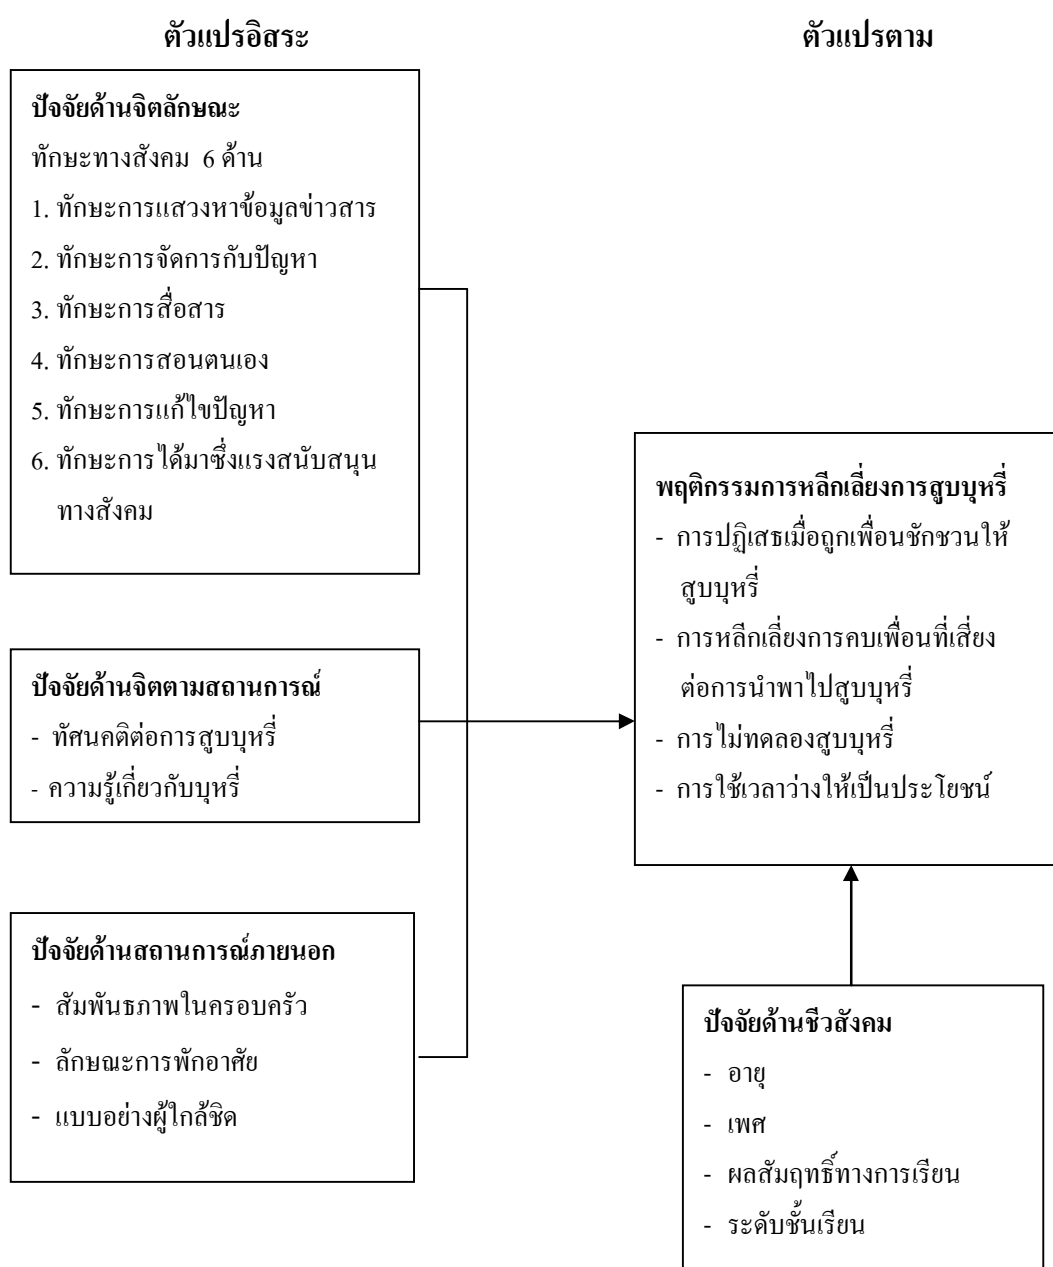 ตัวแปรอิสระ
ตัวแปรตาม
ปัจจัยด้านจิตลักษณะ
ทักษะทางสังคม 6 ด้าน
1. ทักษะการแสวงหาข้อมูลข่าวสาร
2. ทักษะการจัดการกับปัญหา
3. ทักษะการสื่อสาร
4. ทักษะการสอนตนเอง
5. ทักษะการแก้ไขปัญหา
6. ทักษะการได้มาซึ่งแรงสนับสนุน
ทางสังคม
ปัจจัยด้านจิตตามสถานการณ์
- ทัศนคติต่อการสูบบุหรี่
- ความรู้เกี่ยวกับบุหรี่
ปัจจัยด้านสถานการณ์ภายนอก
- สัมพันธภาพในครอบครัว
- ลักษณะการพักอาศัย
- แบบอย่างผู้ใกล้ชิด
พฤติกรรมการหลีกเลี่ยงการสูบบุหรี่
- การปฏิเสธเมื่อถูกเพื่อนชักชวนให้
สูบบุหรี่
- การหลีกเลี่ยงการคบเพื่อนที่เสี่ยง
ต่อการนำพาไปสูบบุหรี่
- การไม่ทดลองสูบบุหรี่
- การใช้เวลาว่างให้เป็นประโยชน์
ปัจจัยด้านชีวสังคม
- อายุ
- เพศ
- ผลสัมฤทธิ์ทางการเรียน
- ระดับชั้นเรียน